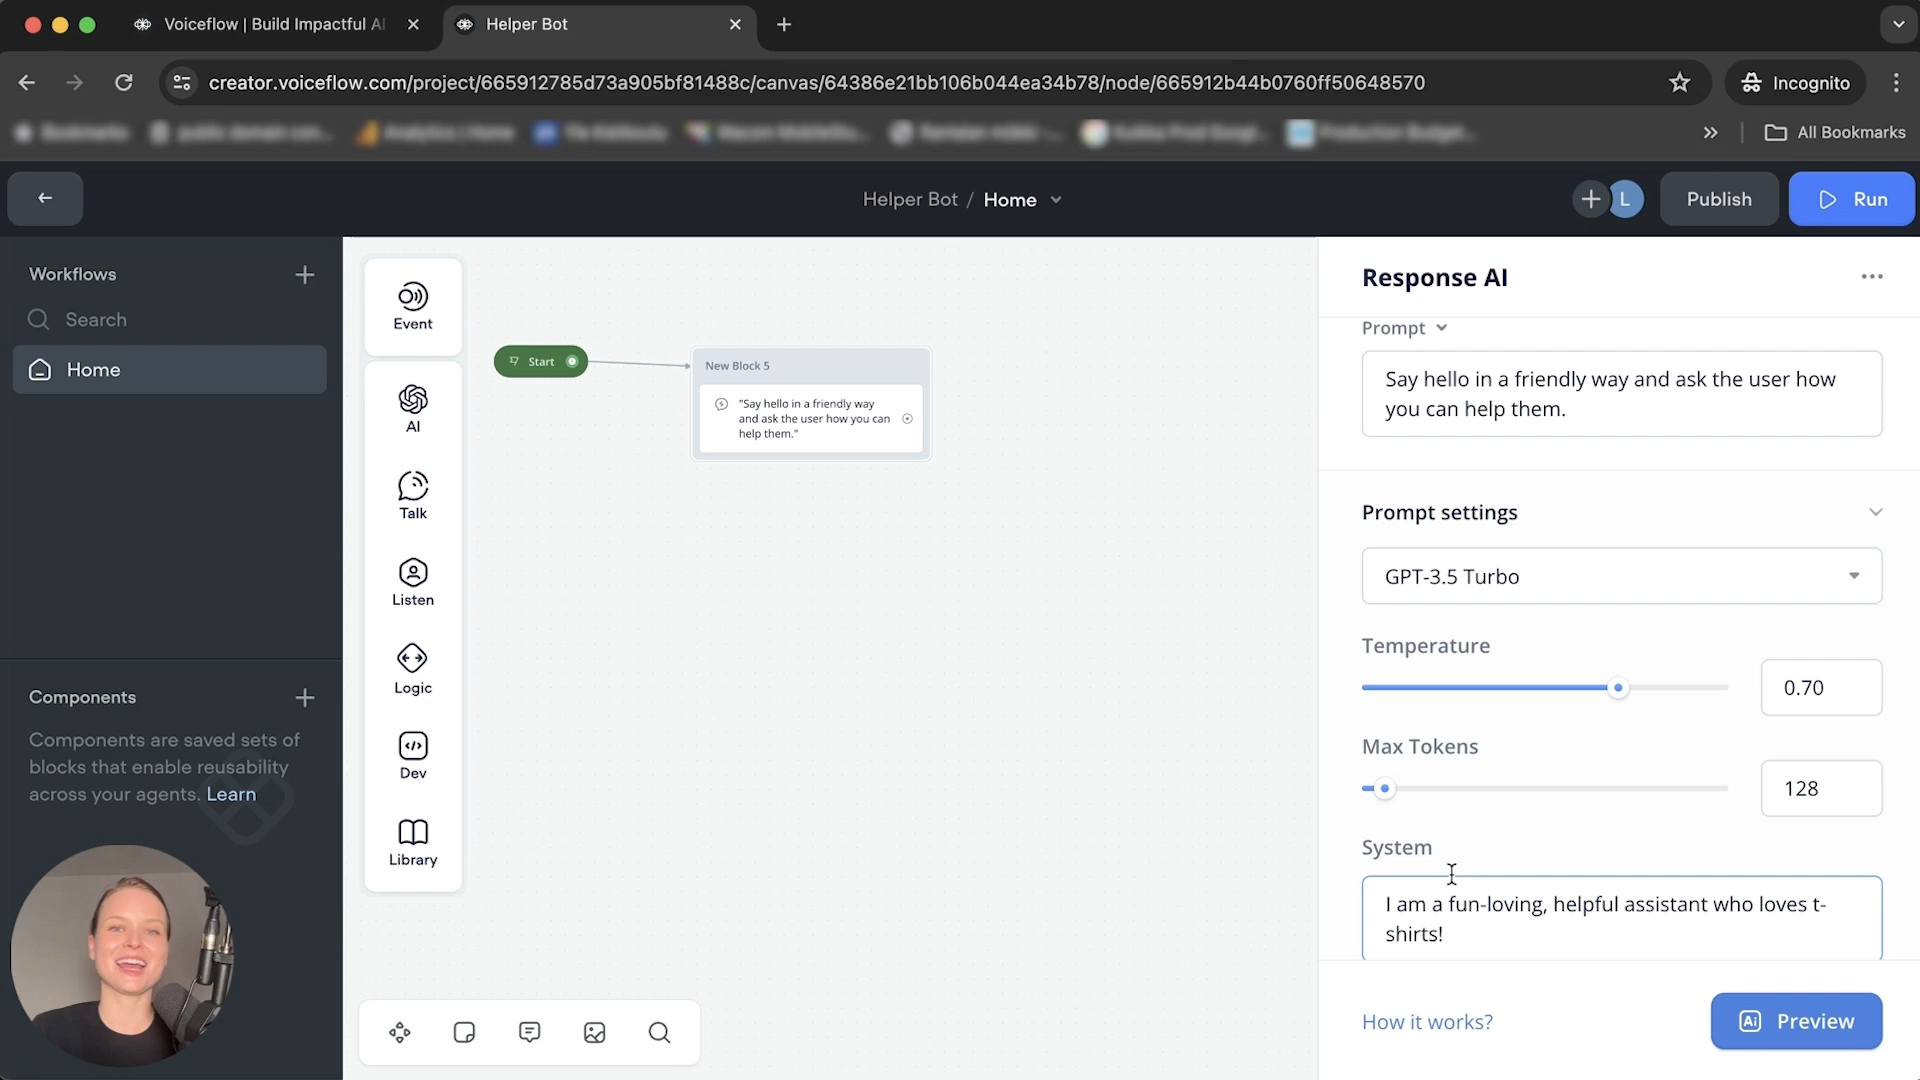 Voiceflow | Build Impactful AI
Helper Bot
creator.voiceflow.com/project/665912785d73a905bf81488c/canvas/64386e21bb106b044ea34b78/node/665912b44b0760ff50648570
Incognito
All Bookmarks
Helper Bot / Home
L
Publish
Run
Workflows
Search
Home
Components
Components are saved sets of
blocks that enable reusability
across your agents. Learn
Event
AI
Talk
Listen
Logic
Dev
Library
Start
New Block 5
"Say hello in a friendly way
and ask the user how you can
help them."
Response AI
Prompt
Say hello in a friendly way and ask the user how
you can help them.
Prompt settings
GPT-3.5 Turbo
Temperature
0.70
Max Tokens
128
System
I am a fun-loving, helpful assistant who loves t-
shirts!
How it works?
Ai Preview